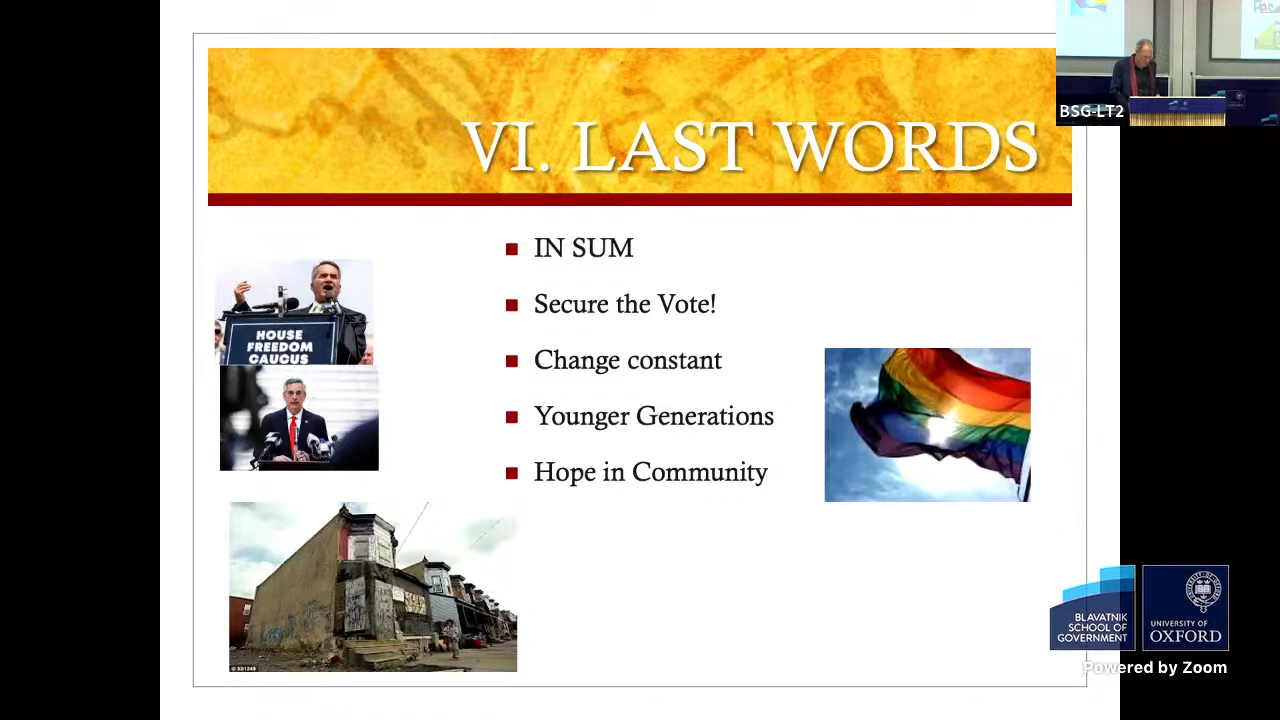 BSG-LT2
VI. LAST WORDS
IN SUM
Secure the Vote!
Change constant
Younger Generations
Hope in Community
HOUSE
FREEDOM
CAUCUS
BLAVATNIK
SCHOOL OF
GOVERNMENT
UNIVERSITY OF
OXFORD
Powered by Zoom